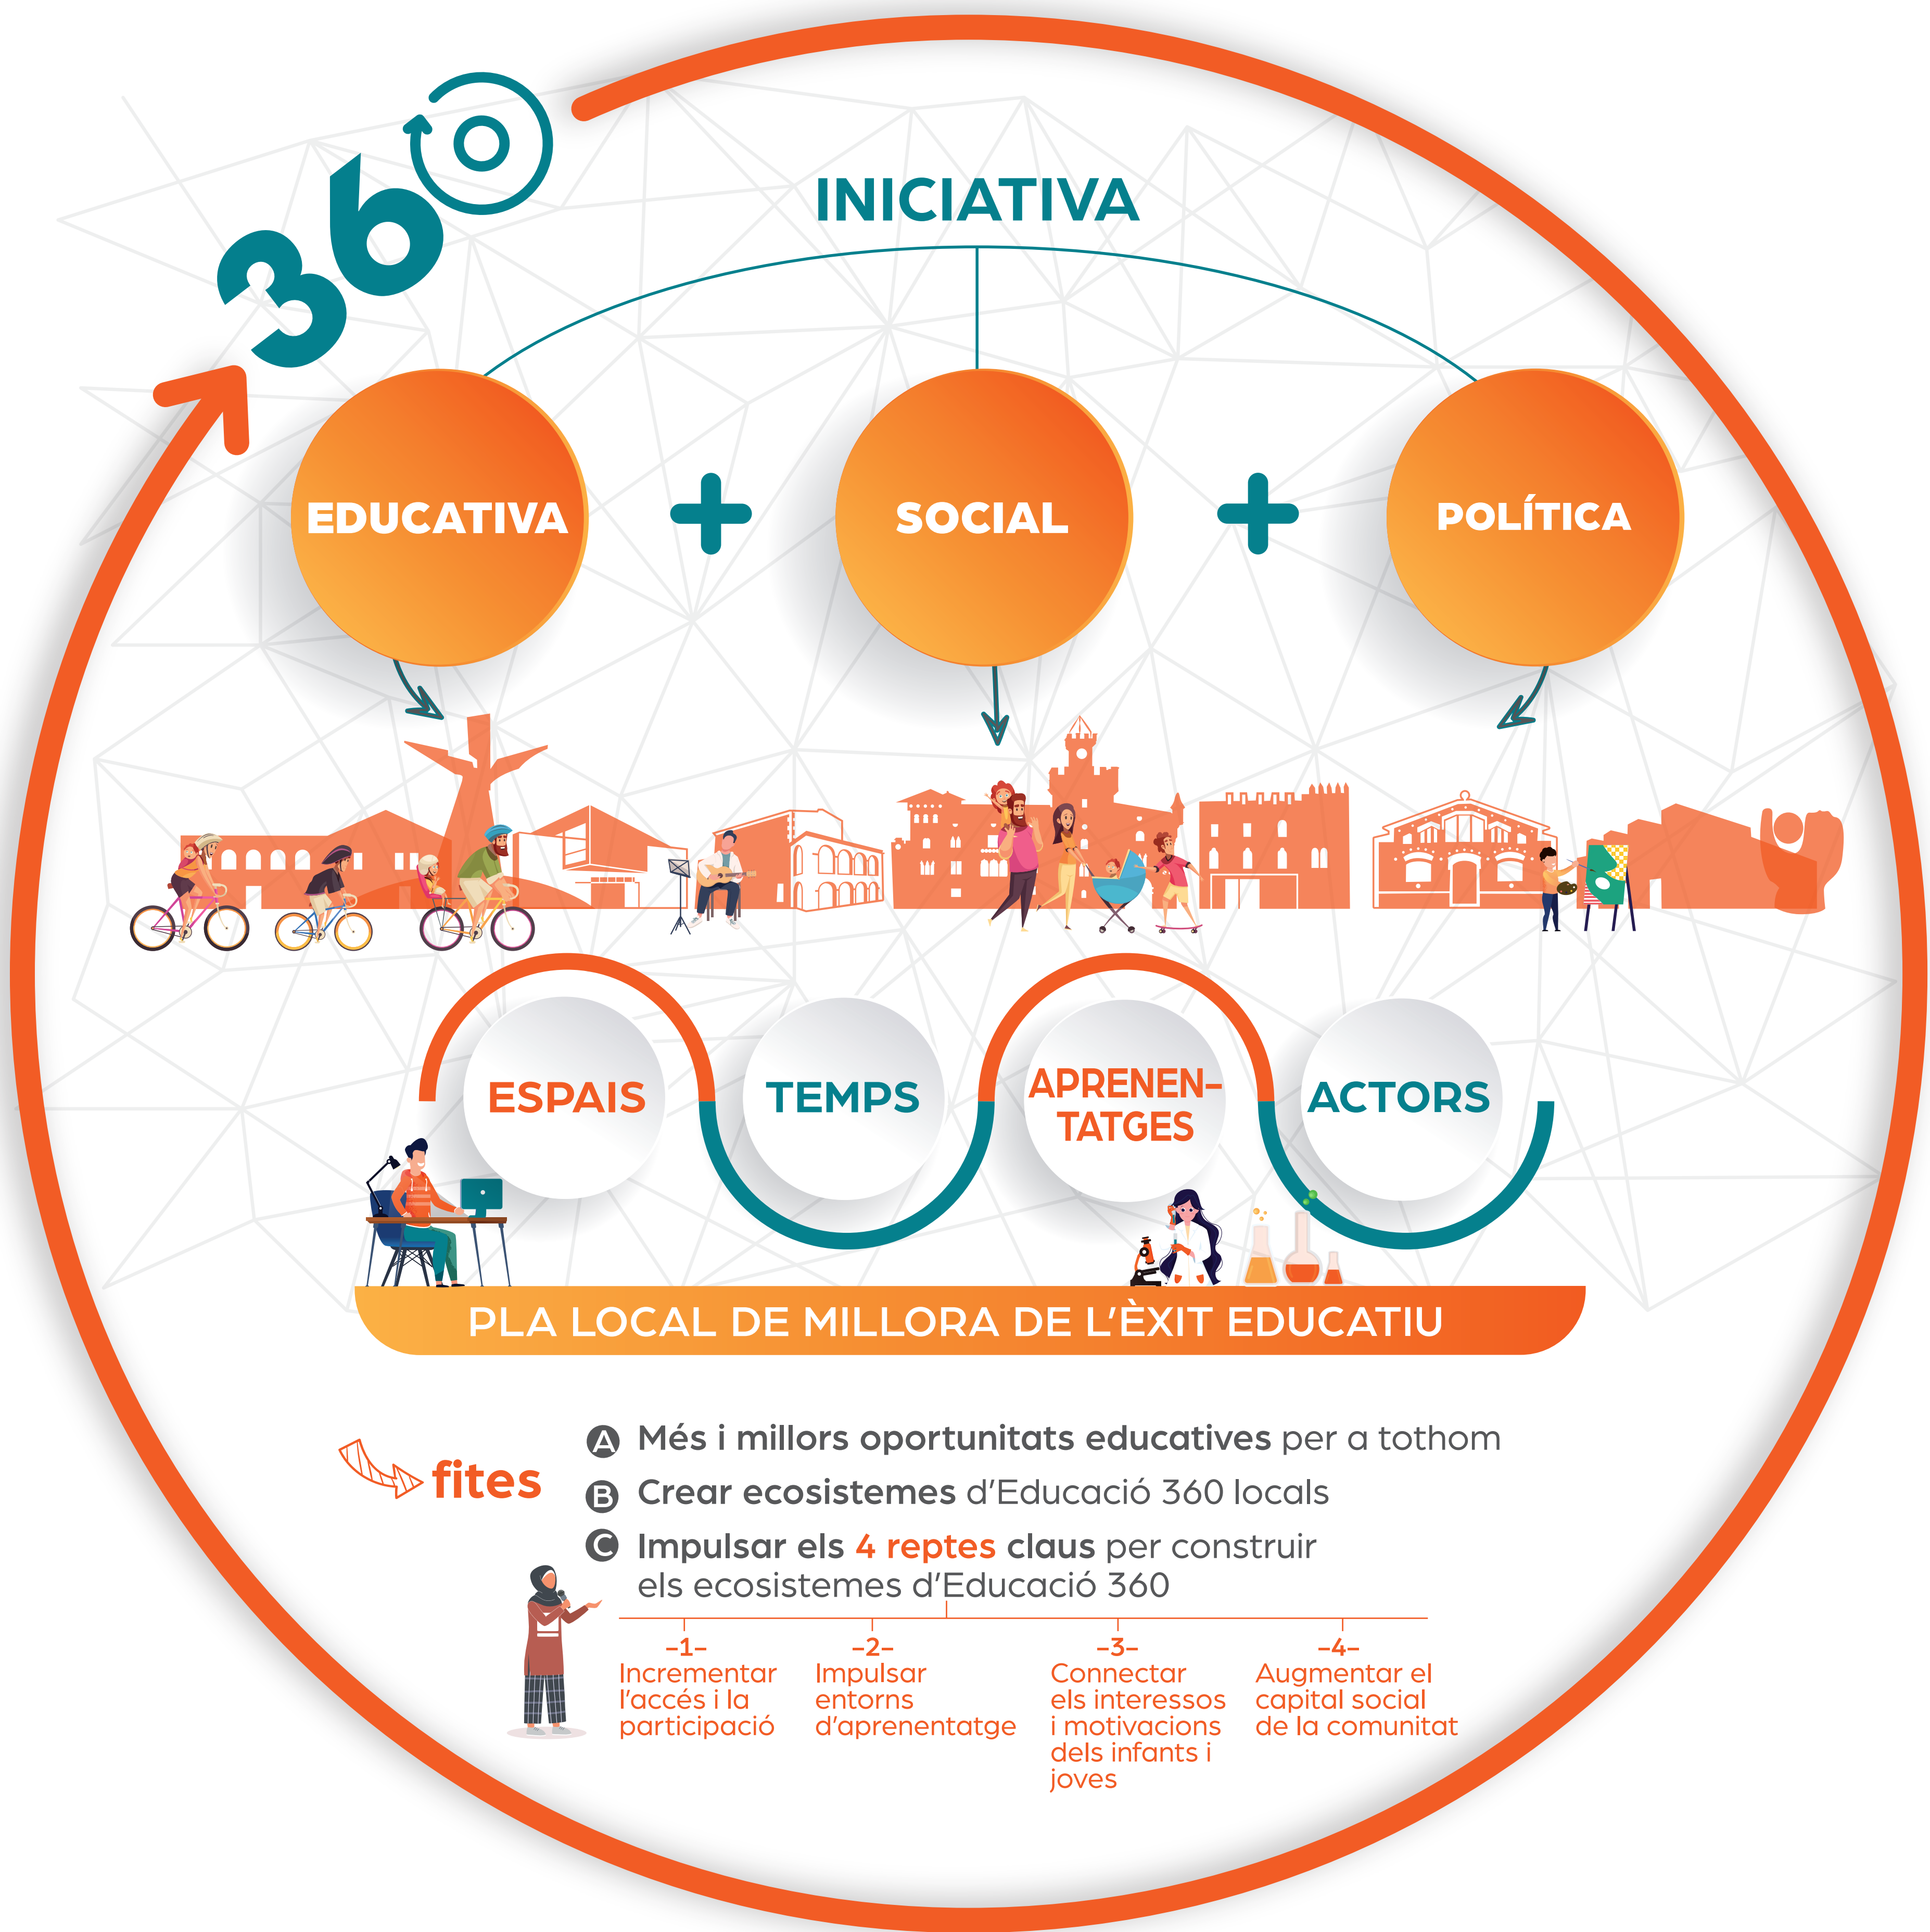 360
INICIATIVA
EDUCATIVA
+
SOCIAL
+
POLÍTICA
ESPAIS
TEMPS
APRENEN-
TATGES
ACTORS
PLA LOCAL DE MILLORA DE L'ÈXIT EDUCATIU
fites
A Més i millors oportunitats educatives per a tothom
B Crear ecosistemes d'Educació 360 locals
C Impulsar els 4 reptes claus per construir
els ecosistemes d'Educació 360
-1-
Incrementar
l'accés i la
participació
-2-
Impulsar
entorns
d'aprenentatge
-3-
Connectar
els interessos
i motivacions
dels infants i
joves
-4-
Augmentar el
capital social
de la comunitat